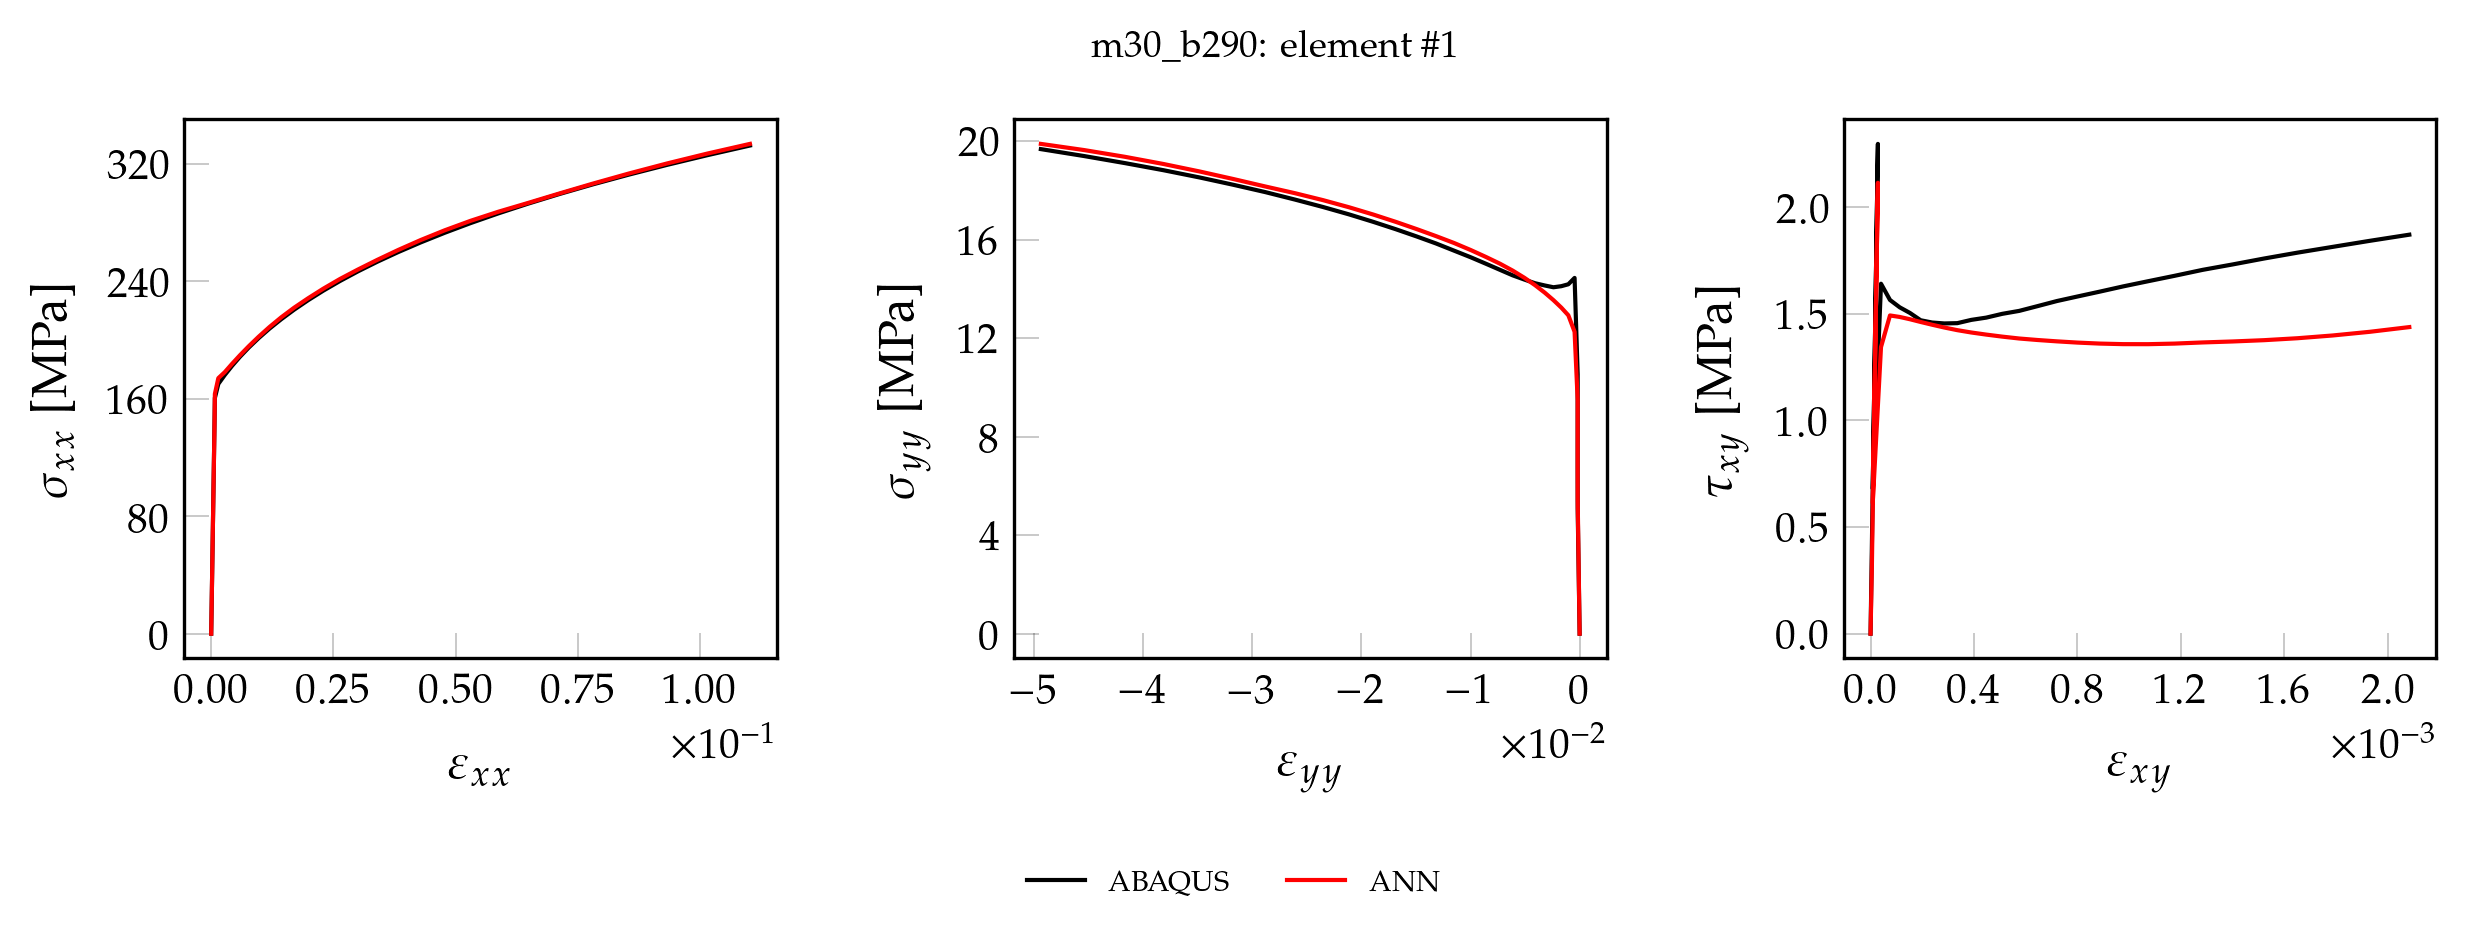 m30_b290: element #1
σxx [MPa]
320
240
160
80
0
0.00 0.25 0.50 0.75 1.00
×10⁻¹
εxx
σyy [MPa]
20
16
12
8
4
0
−5 −4 −3 −2 −1 0
×10⁻²
εyy
τxy [MPa]
2.0
1.5
1.0
0.5
0.0
0.0 0.4 0.8 1.2 1.6 2.0
×10⁻³
εxy
ABAQUS ANN